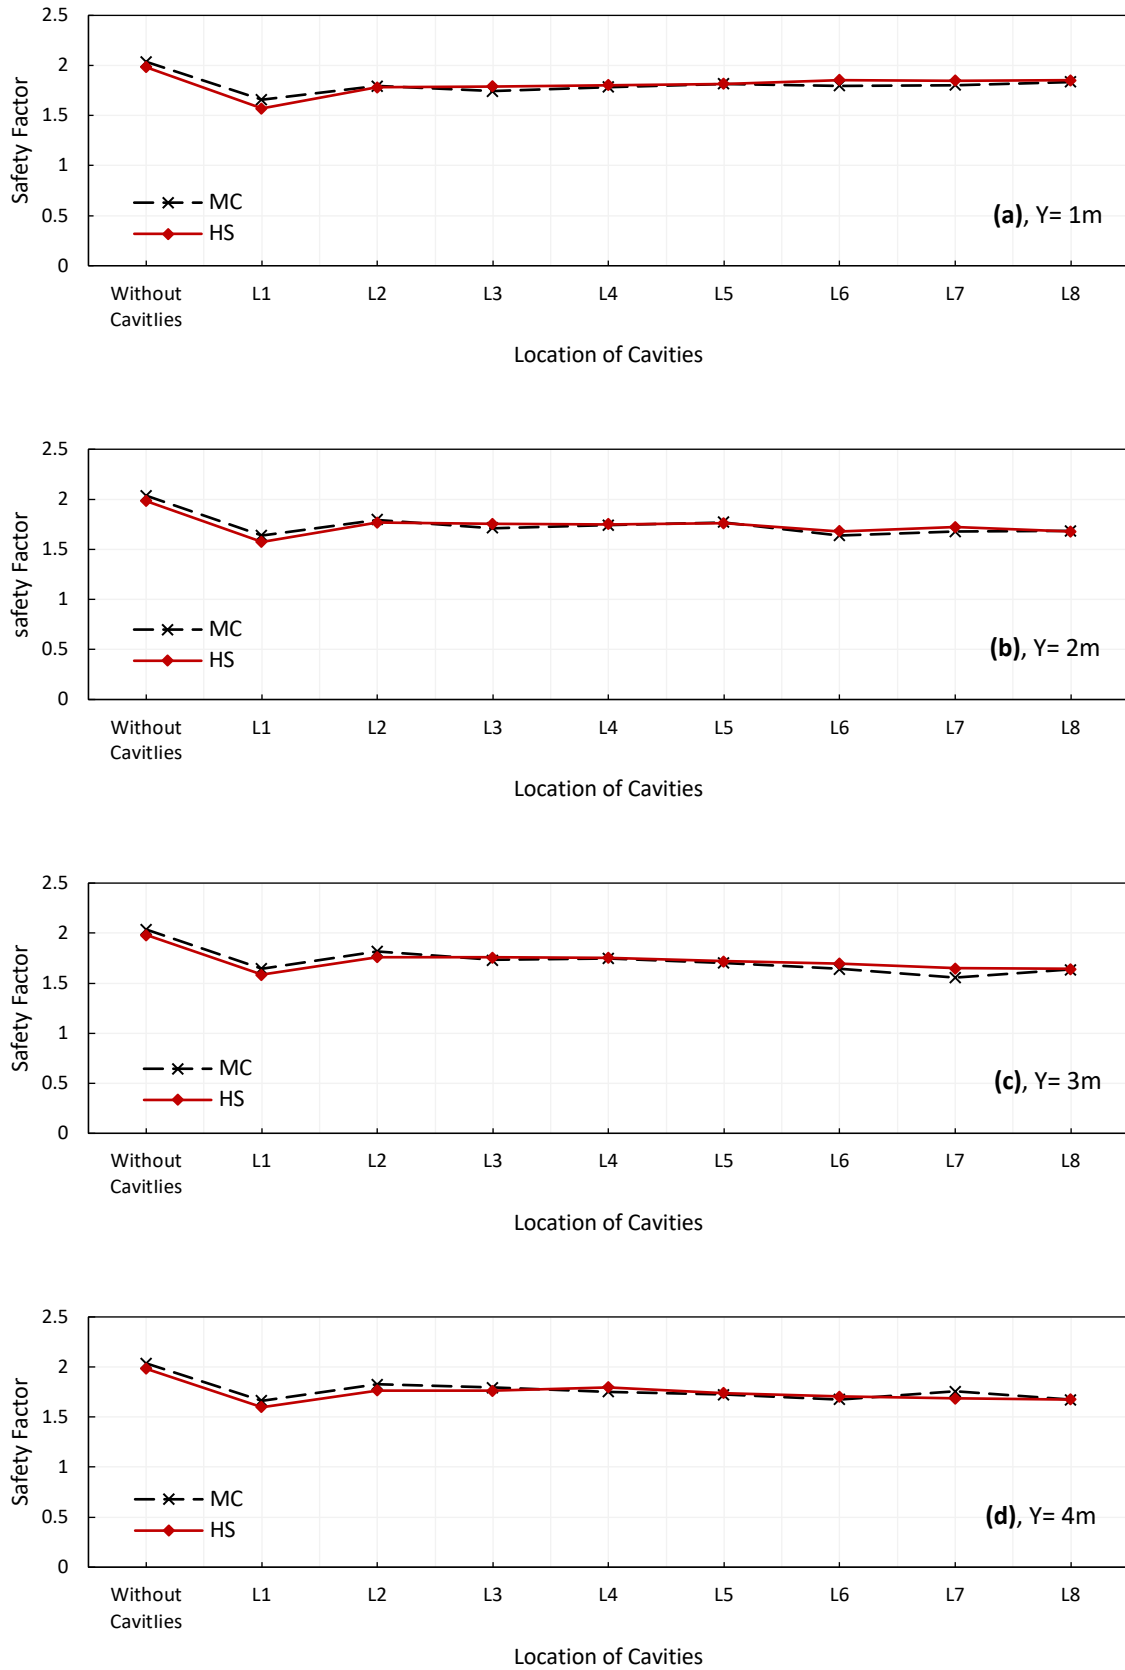 2.5
2
1.5
1
0.5
0
Safety Factor
MC
HS
(a), Y= 1m
Without
Cavitlies
L1
L2
L3
L4
L5
L6
L7
L8
Location of Cavities
2.5
2
1.5
1
0.5
0
safety Factor
MC
HS
(b), Y= 2m
Without
Cavitlies
L1
L2
L3
L4
L5
L6
L7
L8
Location of Cavities
2.5
2
1.5
1
0.5
0
Safety Factor
MC
HS
(c), Y= 3m
Without
Cavitlies
L1
L2
L3
L4
L5
L6
L7
L8
Location of Cavities
2.5
2
1.5
1
0.5
0
Safety Factor
MC
HS
(d), Y= 4m
Without
Cavitlies
L1
L2
L3
L4
L5
L6
L7
L8
Location of Cavities